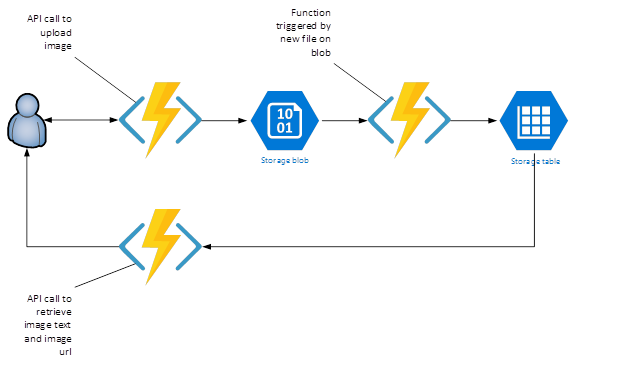 API call to
upload
image
Function
triggered by
new file on
blob
10
01
Storage blob
Storage table
API call to
retrieve
image text
and image
url